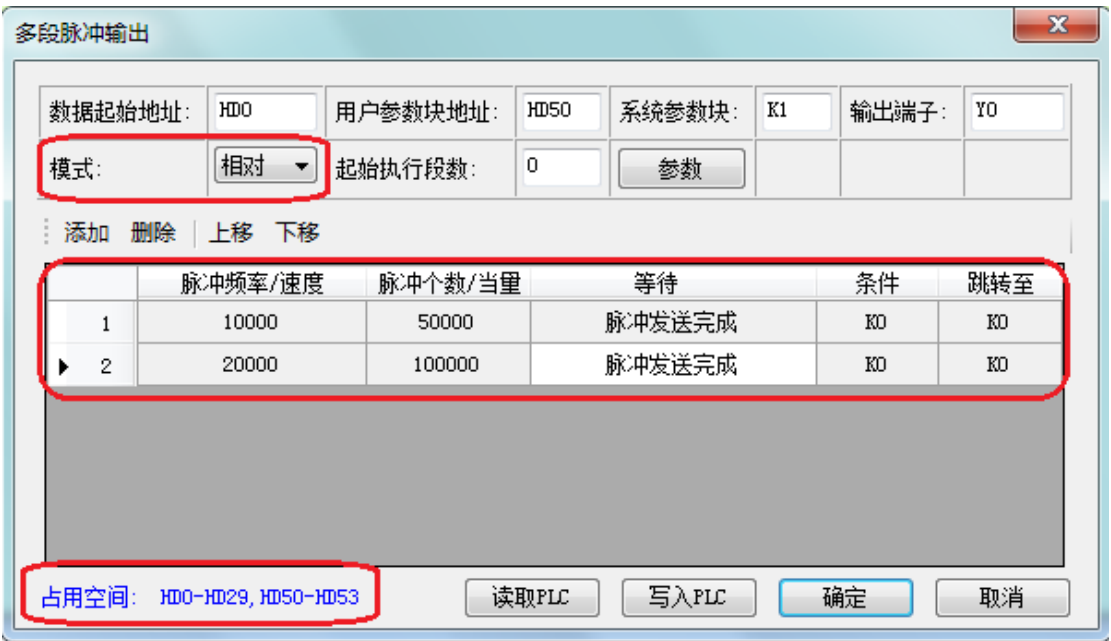 多段脉冲输出
数据起始地址: HD0 用户参数块地址: HD50 系统参数块: K1 输出端子: Y0
模式: 相对 起始执行段数: 0 参数
添加 删除 上移 下移
脉冲频率/速度 脉冲个数/当量 等待 条件 跳转至
1 10000 50000 脉冲发送完成 K0 K0
2 20000 100000 脉冲发送完成 K0 K0
占用空间: HD0-HD29, HD50-HD53 读取PLC 写入PLC 确定 取消